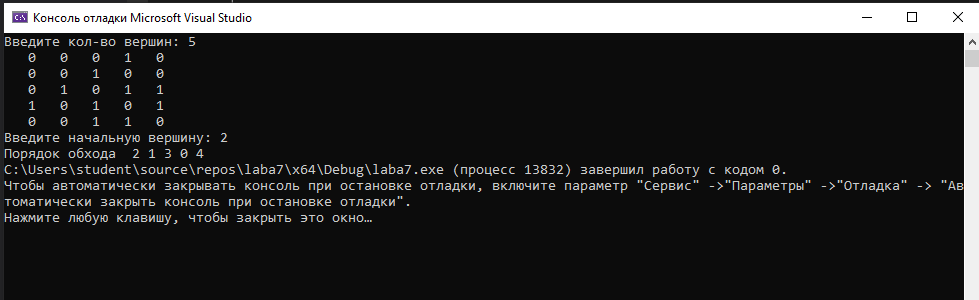 Консоль отладки Microsoft Visual Studio
Введите кол-во вершин: 5
0 0 0 1 0
0 0 1 0 0
0 1 0 1 1
1 0 1 0 1
0 0 1 1 0
Введите начальную вершину: 2
Порядок обхода  2 1 3 0 4
C:\Users\student\source\repos\laba7\x64\Debug\laba7.exe (процесс 13832) завершил работу с кодом 0.
Чтобы автоматически закрывать консоль при остановке отладки, включите параметр "Сервис" ->"Параметры" ->"Отладка" -> "Ав
томатически закрыть консоль при остановке отладки".
Нажмите любую клавишу, чтобы закрыть это окно…